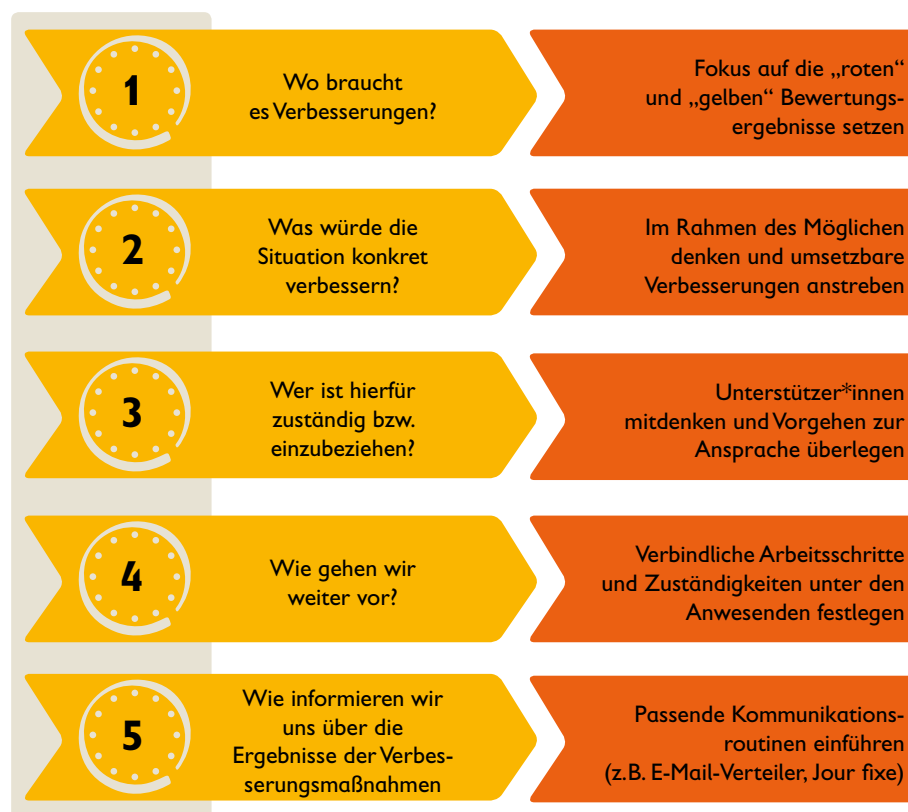 1
Wo braucht
es Verbesserungen?
Fokus auf die „roten“
und „gelben“ Bewertungs-
ergebnisse setzen
2
Was würde die
Situation konkret
verbessern?
Im Rahmen des Möglichen
denken und umsetzbare
Verbesserungen anstreben
3
Wer ist hierfür
zuständig bzw.
einzubeziehen?
Unterstützer*innen
mitdenken und Vorgehen zur
Ansprache überlegen
4
Wie gehen wir
weiter vor?
Verbindliche Arbeitsschritte
und Zuständigkeiten unter den
Anwesenden festlegen
5
Wie informieren wir
uns über die
Ergebnisse der Verbes-
serungsmaßnahmen
Passende Kommunikations-
routinen einführen
(z.B. E-Mail-Verteiler, Jour fixe)